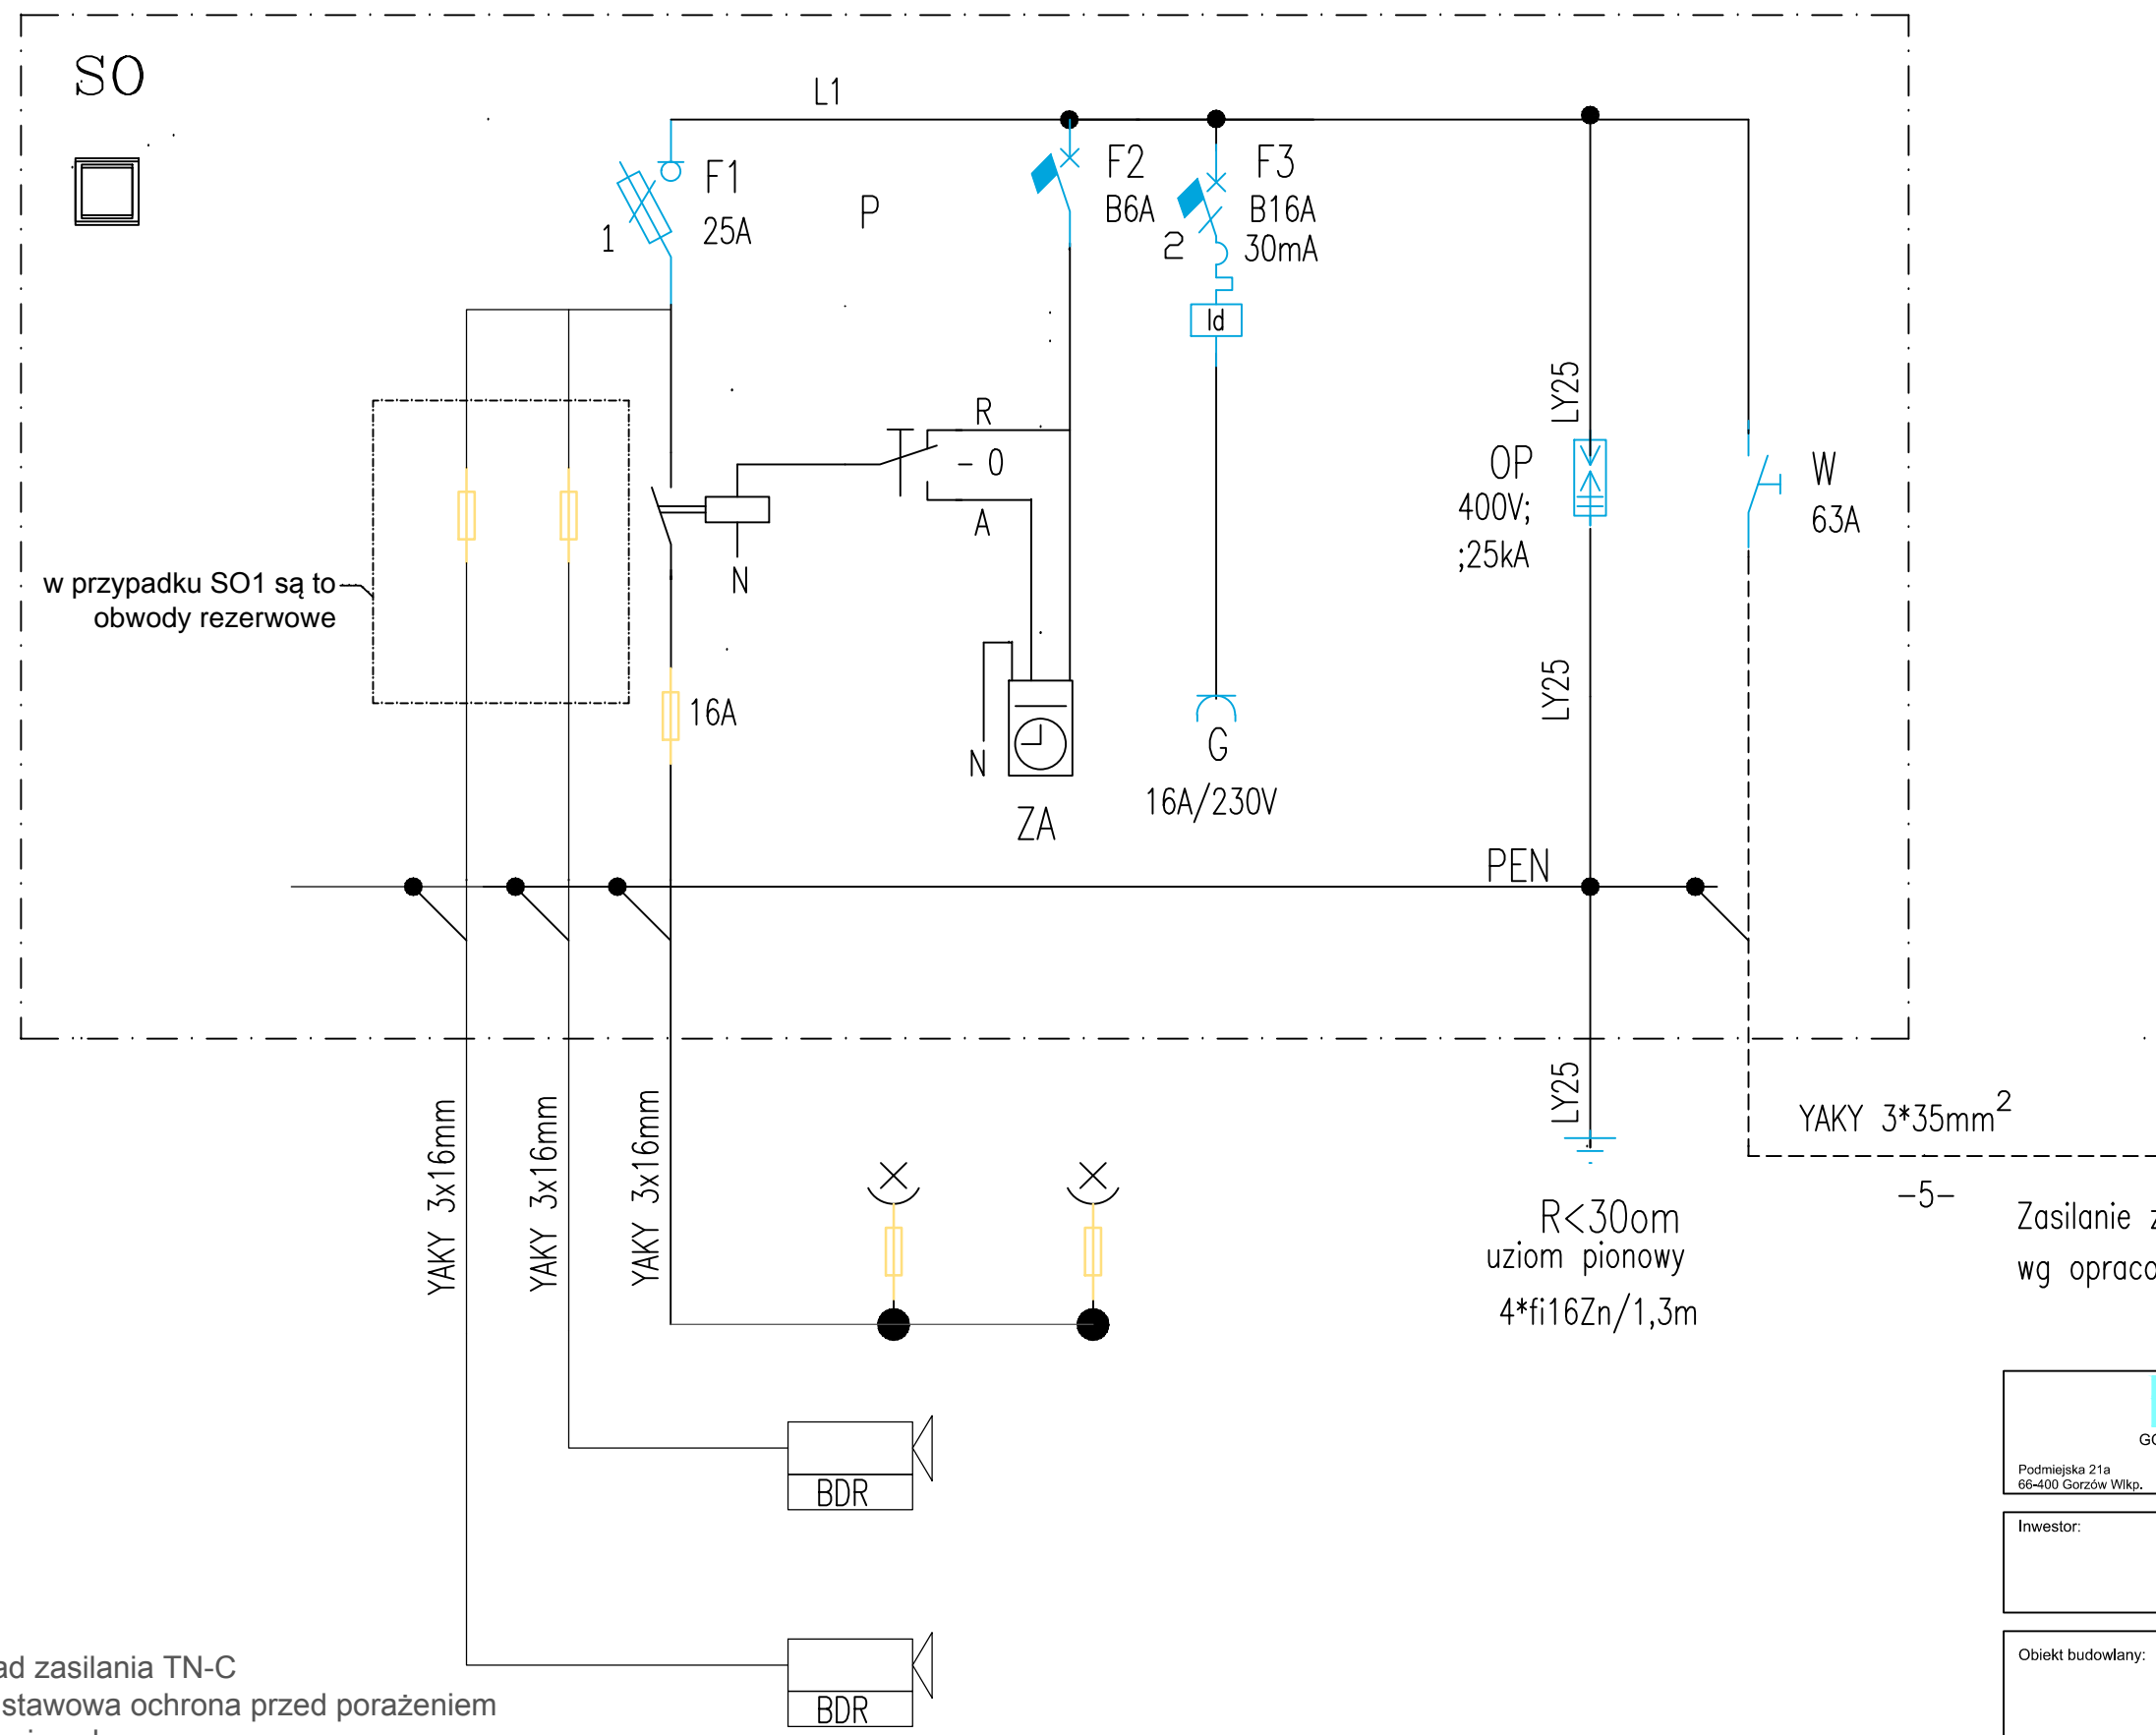 SO
L1
F1
25A
1
P
F2
B6A
F3
B16A
30mA
2
Id
R
- 0
A
N
LY25
OP
400V;
;25kA
W
63A
w przypadku SO1 są to
obwody rezerwowe
16A
N
ZA
G
16A/230V
LY25
PEN
YAKY 3x16mm
YAKY 3x16mm
YAKY 3x16mm
LY25
YAKY 3*35mm²
-5-
R<30om
uziom pionowy
4*fi16Zn/1,3m
Zasilanie z
wg opraco
BDR
BDR
Podmiejska 21a
66-400 Gorzów Wlkp.
Inwestor:
Obiekt budowlany:
ad zasilania TN-C
stawowa ochrona przed porażeniem